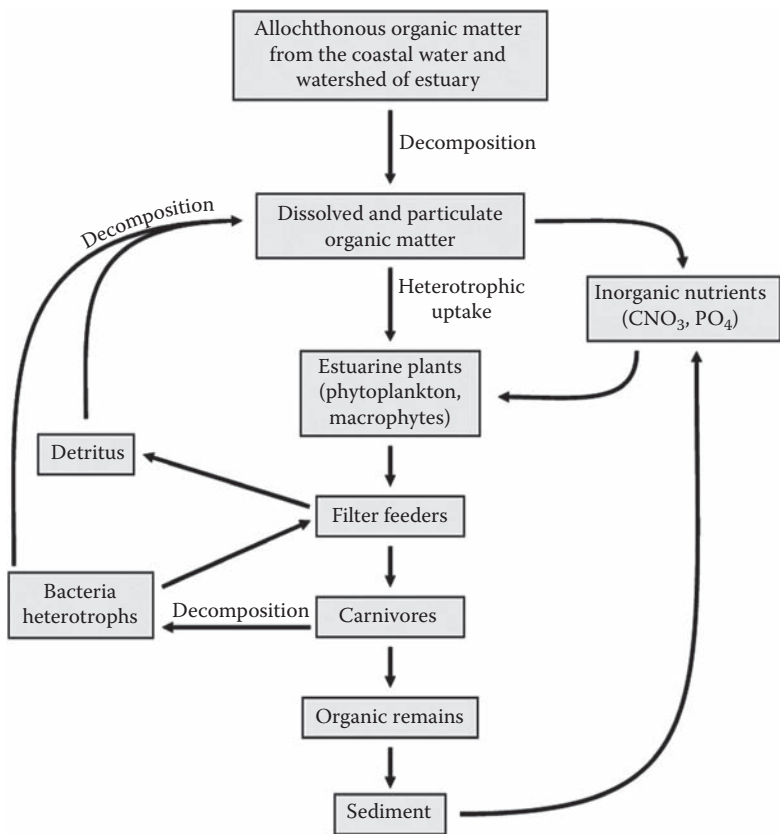 Allochthonous organic matter
from the coastal water and
watershed of estuary
Decomposition
Decomposition
Dissolved and particulate
organic matter
Heterotrophic
uptake
Inorganic nutrients
(CNO₃, PO₄)
Estuarine plants
(phytoplankton,
macrophytes)
Detritus
Filter feeders
Bacteria
heterotrophs
Decomposition
Carnivores
Organic remains
Sediment